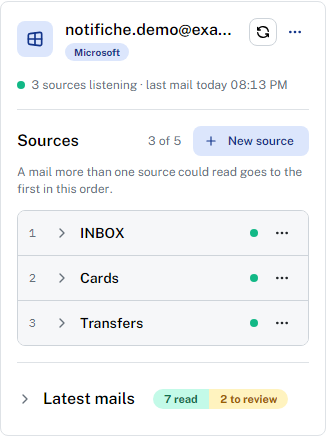 notifiche.demo@exa...
Microsoft
3 sources listening · last mail today 08:13 PM
Sources
3 of 5
+ New source
A mail more than one source could read goes to the
first in this order.
1 INBOX
2 Cards
3 Transfers
Latest mails
7 read
2 to review